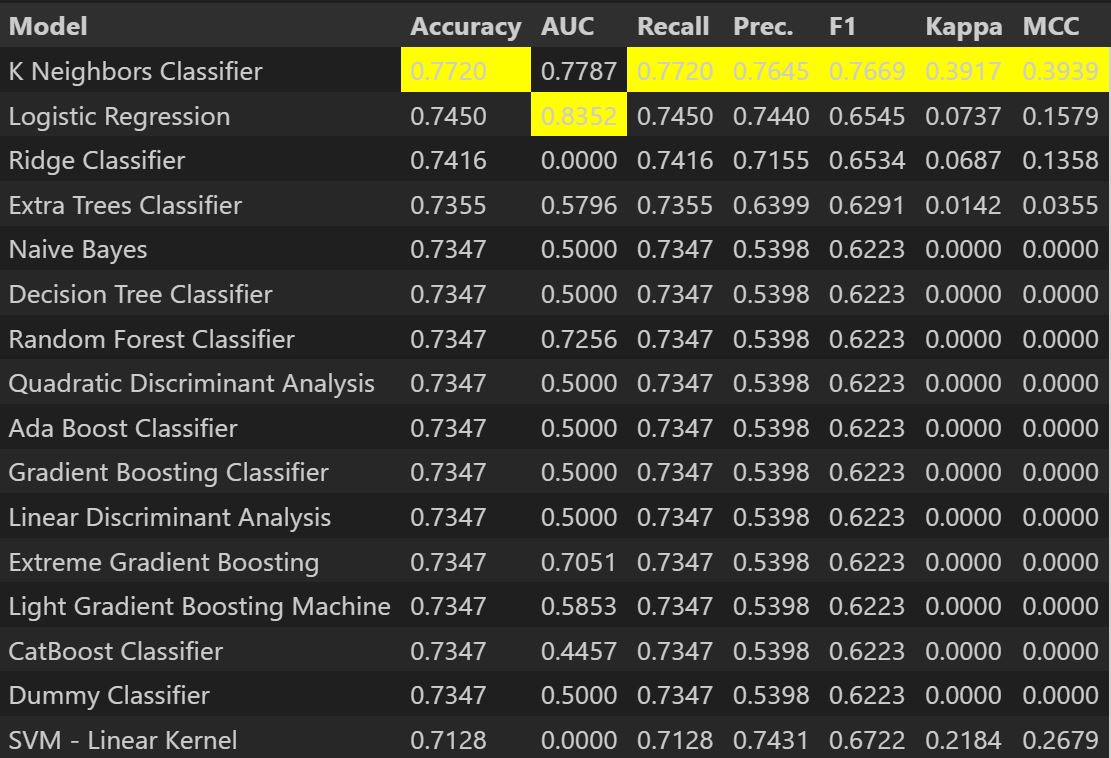 Model Accuracy AUC Recall Prec. F1 Kappa MCC
K Neighbors Classifier 0.7720 0.7787 0.7720 0.7645 0.7669 0.3917 0.3939
Logistic Regression 0.7450 0.8352 0.7450 0.7440 0.6545 0.0737 0.1579
Ridge Classifier 0.7416 0.0000 0.7416 0.7155 0.6534 0.0687 0.1358
Extra Trees Classifier 0.7355 0.5796 0.7355 0.6399 0.6291 0.0142 0.0355
Naive Bayes 0.7347 0.5000 0.7347 0.5398 0.6223 0.0000 0.0000
Decision Tree Classifier 0.7347 0.5000 0.7347 0.5398 0.6223 0.0000 0.0000
Random Forest Classifier 0.7347 0.7256 0.7347 0.5398 0.6223 0.0000 0.0000
Quadratic Discriminant Analysis 0.7347 0.5000 0.7347 0.5398 0.6223 0.0000 0.0000
Ada Boost Classifier 0.7347 0.5000 0.7347 0.5398 0.6223 0.0000 0.0000
Gradient Boosting Classifier 0.7347 0.5000 0.7347 0.5398 0.6223 0.0000 0.0000
Linear Discriminant Analysis 0.7347 0.5000 0.7347 0.5398 0.6223 0.0000 0.0000
Extreme Gradient Boosting 0.7347 0.7051 0.7347 0.5398 0.6223 0.0000 0.0000
Light Gradient Boosting Machine 0.7347 0.5853 0.7347 0.5398 0.6223 0.0000 0.0000
CatBoost Classifier 0.7347 0.4457 0.7347 0.5398 0.6223 0.0000 0.0000
Dummy Classifier 0.7347 0.5000 0.7347 0.5398 0.6223 0.0000 0.0000
SVM - Linear Kernel 0.7128 0.0000 0.7128 0.7431 0.6722 0.2184 0.2679